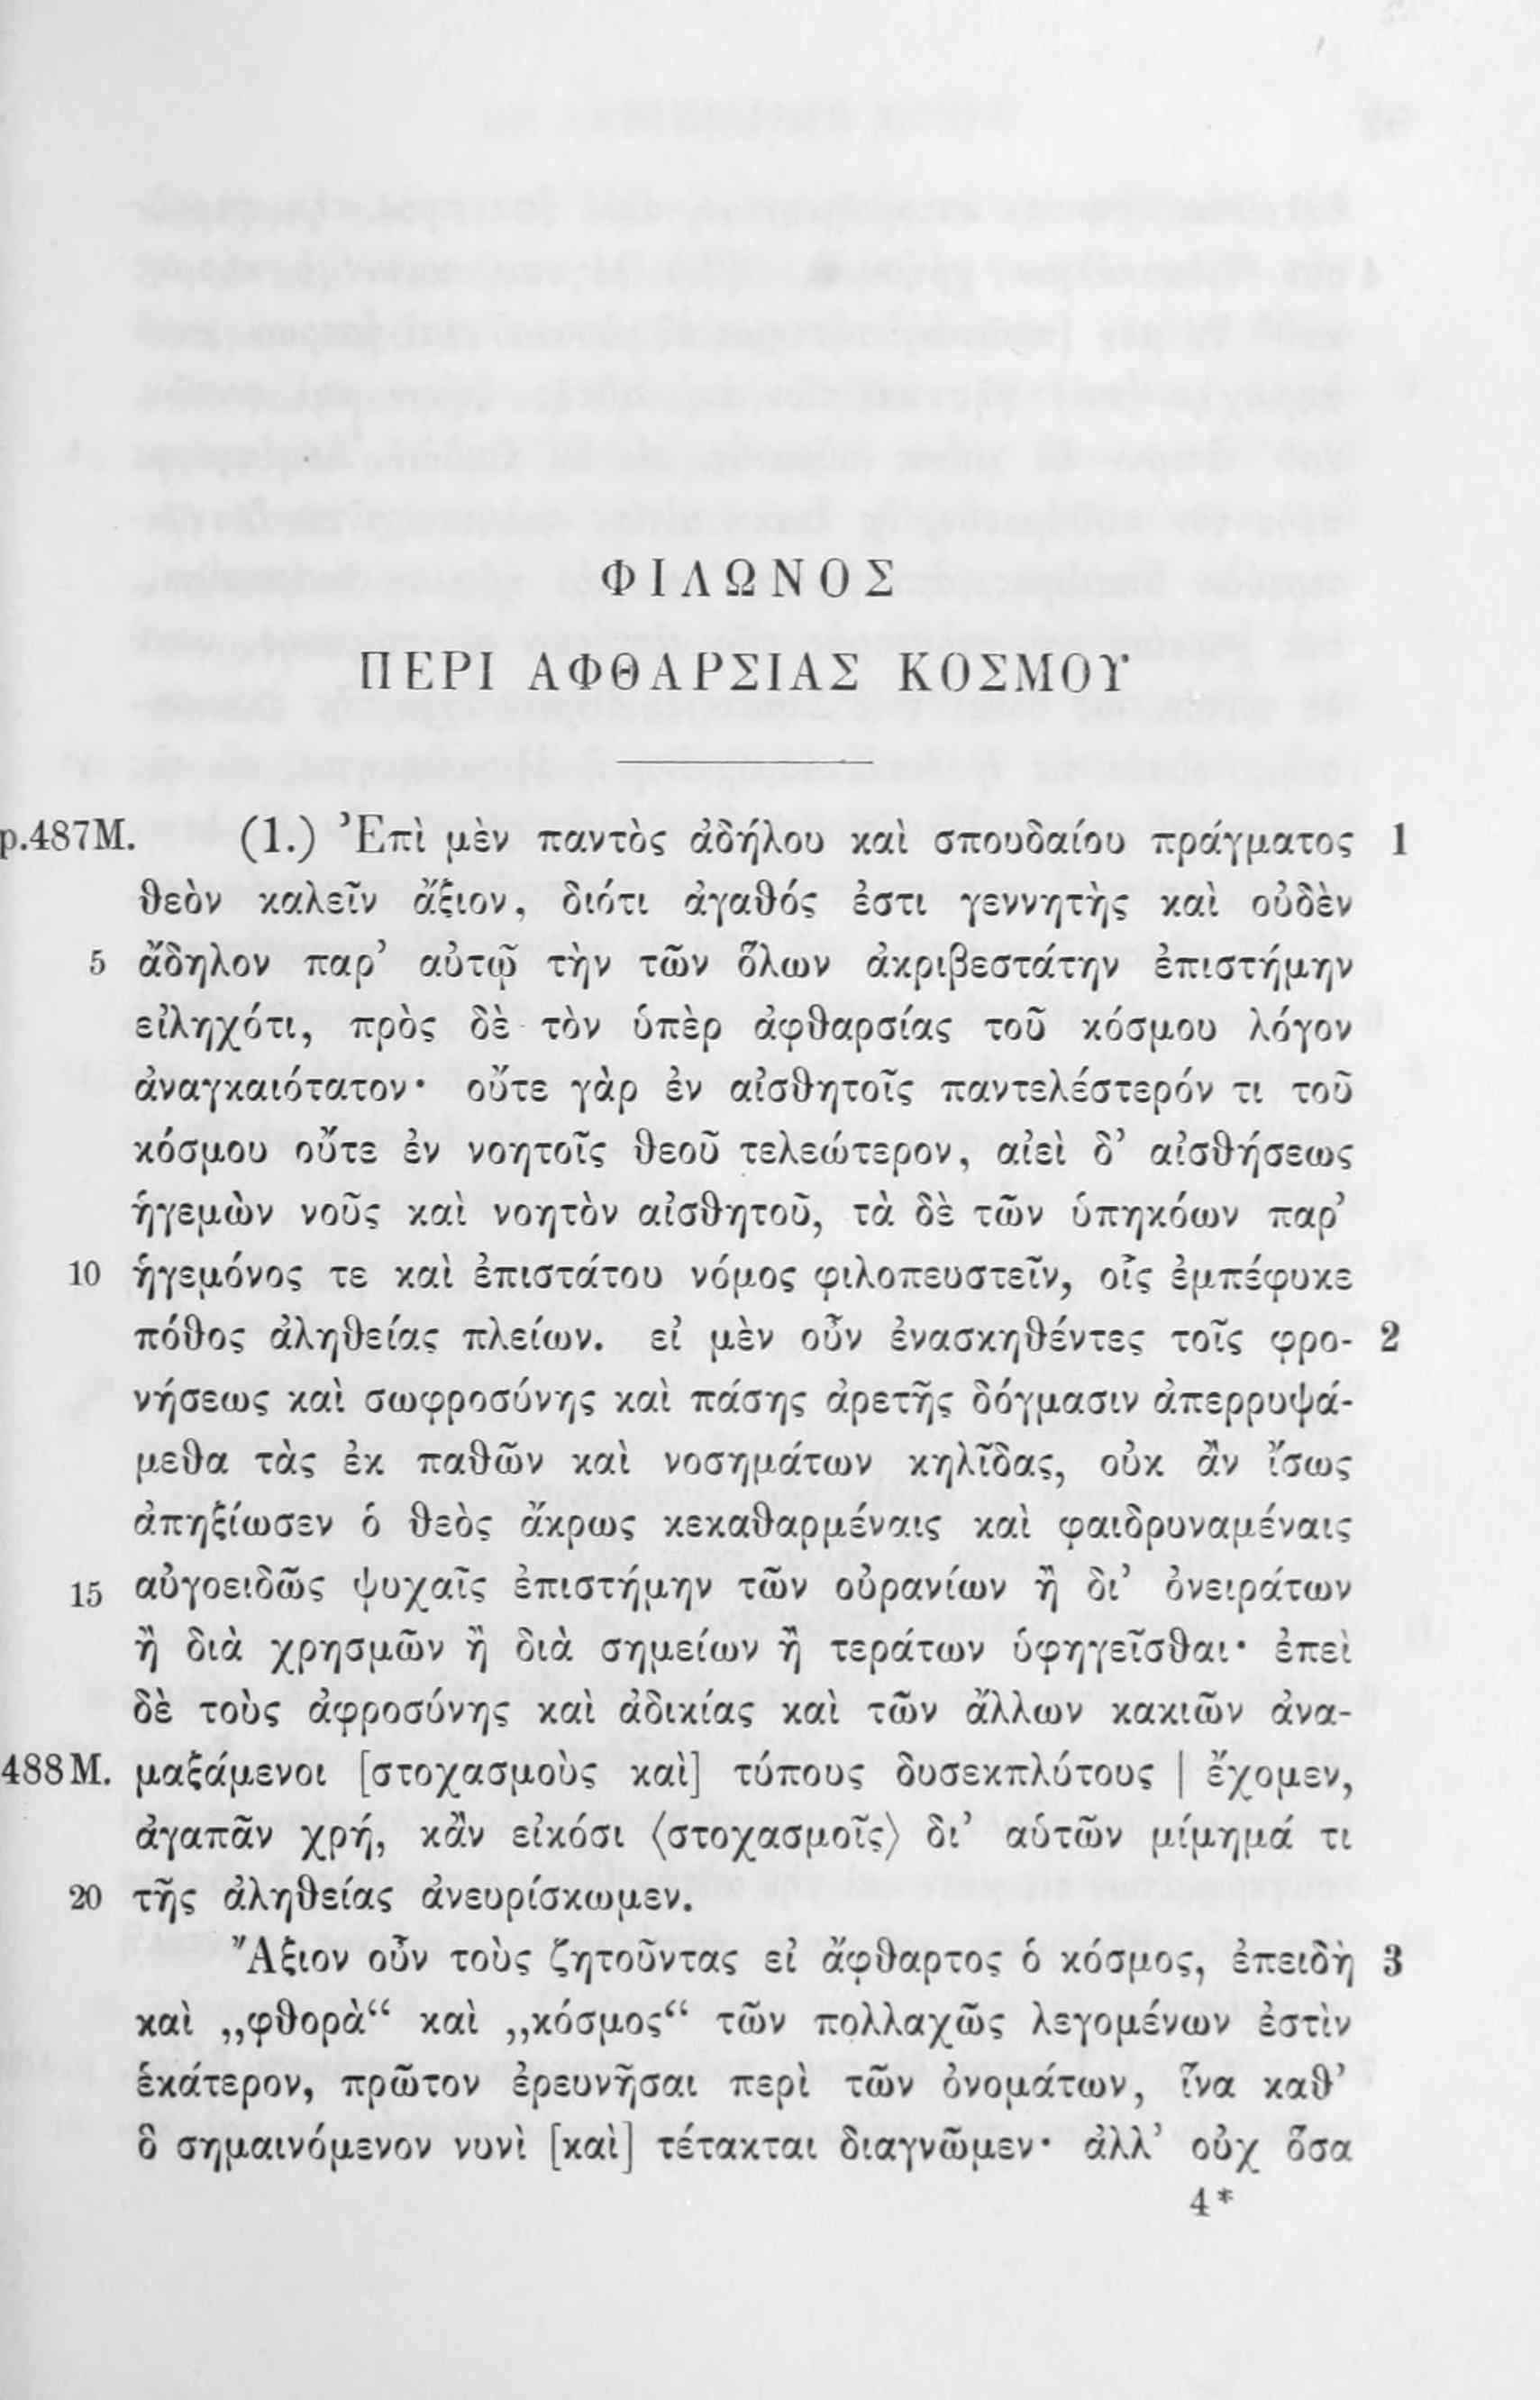 ΦΙΛΩΝΟΣ
ΠΕΡΙ ΑΦΘΑΡΣΙΑΣ ΚΟΣΜΟΥ
p.487M. (1.) Ἐπὶ μὲν παντὸς ἀδήλου καὶ σπουδαίου πράγματος 1
θεὸν καλεῖν ἄξιον, διότι ἀγαθός ἐστι γεννητὴς καὶ οὐδὲν
5 ἄδηλον παρ’ αὐτῷ τὴν τῶν ὅλων ἀκριβεστάτην ἐπιστήμην
εἰληχότι, πρὸς δὲ τὸν ὑπὲρ ἀφθαρσίας τοῦ κόσμου λόγον
ἀναγκαιότατον· οὔτε γὰρ ἐν αἰσθητοῖς παντελέστερόν τι τοῦ
κόσμου οὔτε ἐν νοητοῖς θεοῦ τελεώτερον, αἰεὶ δ’ αἰσθήσεως
ἡγεμὼν νοῦς καὶ νοητὸν αἰσθητοῦ, τὰ δὲ τῶν ὑπηκόων παρ’
10 ἡγεμόνος τε καὶ ἐπιστάτου νόμος φιλοπευστεῖν, οἷς ἐμπέφυκε
πόθος ἀληθείας πλείων. εἰ μὲν οὖν ἐνασκηθέντες τοῖς φρο- 2
νήσεως καὶ σωφροσύνης καὶ πάσης ἀρετῆς δόγμασιν ἀπερρυψά-
μεθα τὰς ἐκ παθῶν καὶ νοσημάτων κηλῖδας, οὐκ ἂν ἴσως
ἀπηξίωσεν ὁ θεὸς ἄκρως κεκαθαρμέναις καὶ φαιδρυναμέναις
15 αὐγοειδῶς ψυχαῖς ἐπιστήμην τῶν οὐρανίων ἢ δι’ ὀνειράτων
ἢ διὰ χρησμῶν ἢ διὰ σημείων ἢ τεράτων ὑφηγεῖσθαι· ἐπεὶ
δὲ τοὺς ἀφροσύνης καὶ ἀδικίας καὶ τῶν ἄλλων κακιῶν ἀνα-
488M. μαξάμενοι [στοχασμοὺς καὶ] τύπους δυσεκπλύτους | ἔχομεν,
ἀγαπᾶν χρή, κἂν εἰκόσι ⟨στοχασμοῖς⟩ δι’ αὑτῶν μίμημά τι
20 τῆς ἀληθείας ἀνευρίσκωμεν.
Ἄξιον οὖν τοὺς ζητοῦντας εἰ ἄφθαρτος ὁ κόσμος, ἐπειδὴ 3
καὶ „φθορὰ“ καὶ „κόσμος“ τῶν πολλαχῶς λεγομένων ἐστὶν
ἑκάτερον, πρῶτον ἐρευνῆσαι περὶ τῶν ὀνομάτων, ἵνα καθ’
ὃ σημαινόμενον νυνὶ [καὶ] τέτακται διαγνῶμεν· ἀλλ’ οὐχ ὅσα
4*